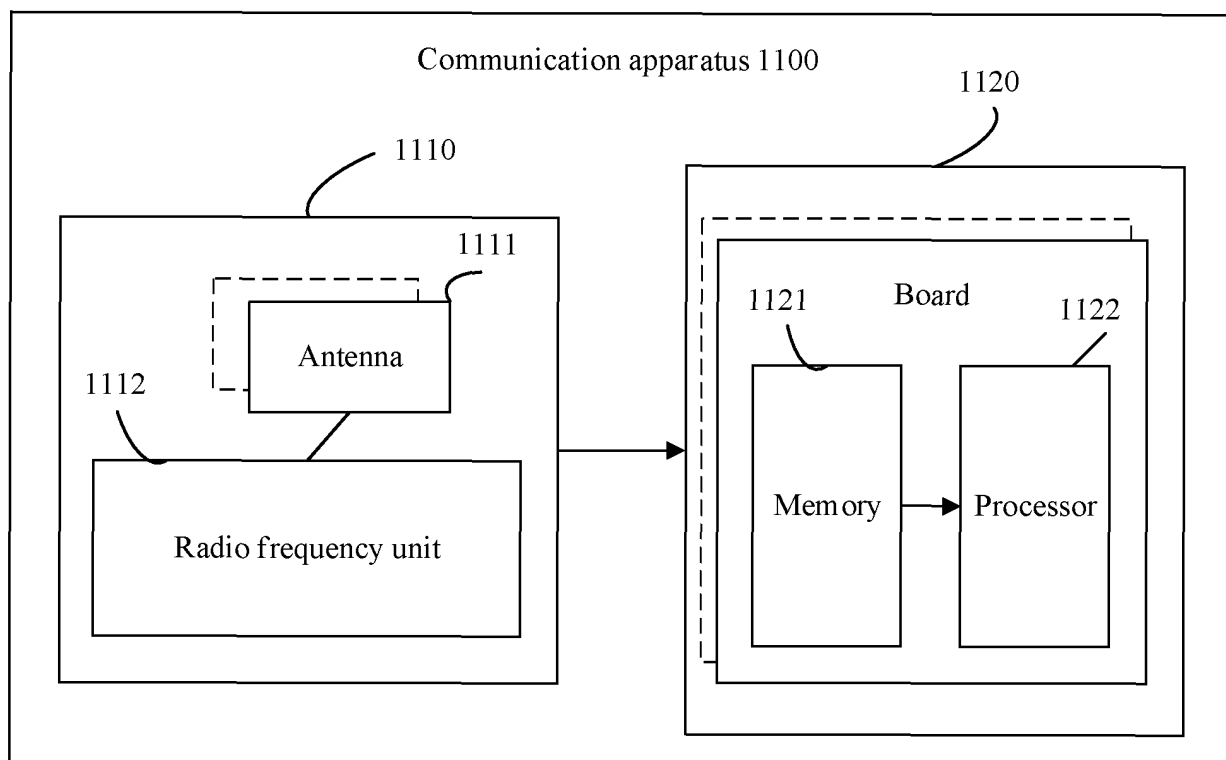 Communication apparatus 1100
1110
1120
1111
Antenna
1112
Radio frequency unit
Board
1121
1122
Memory
Processor